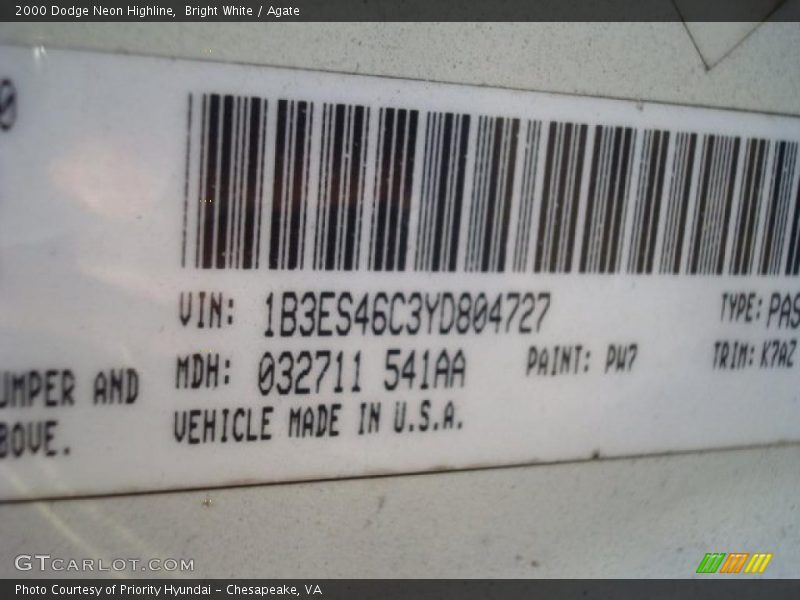 2000 Dodge Neon Highline,  Bright White / Agate
0
VIN: 1B3ES46C3YD804727
TYPE: PAS
MDH: 032711 541AA
PAINT: PW7
TRIM: K7AZ
UMPER AND
VEHICLE MADE IN U.S.A.
BOVE.
GTCARLOT.COM
Photo Courtesy of Priority Hyundai - Chesapeake, VA